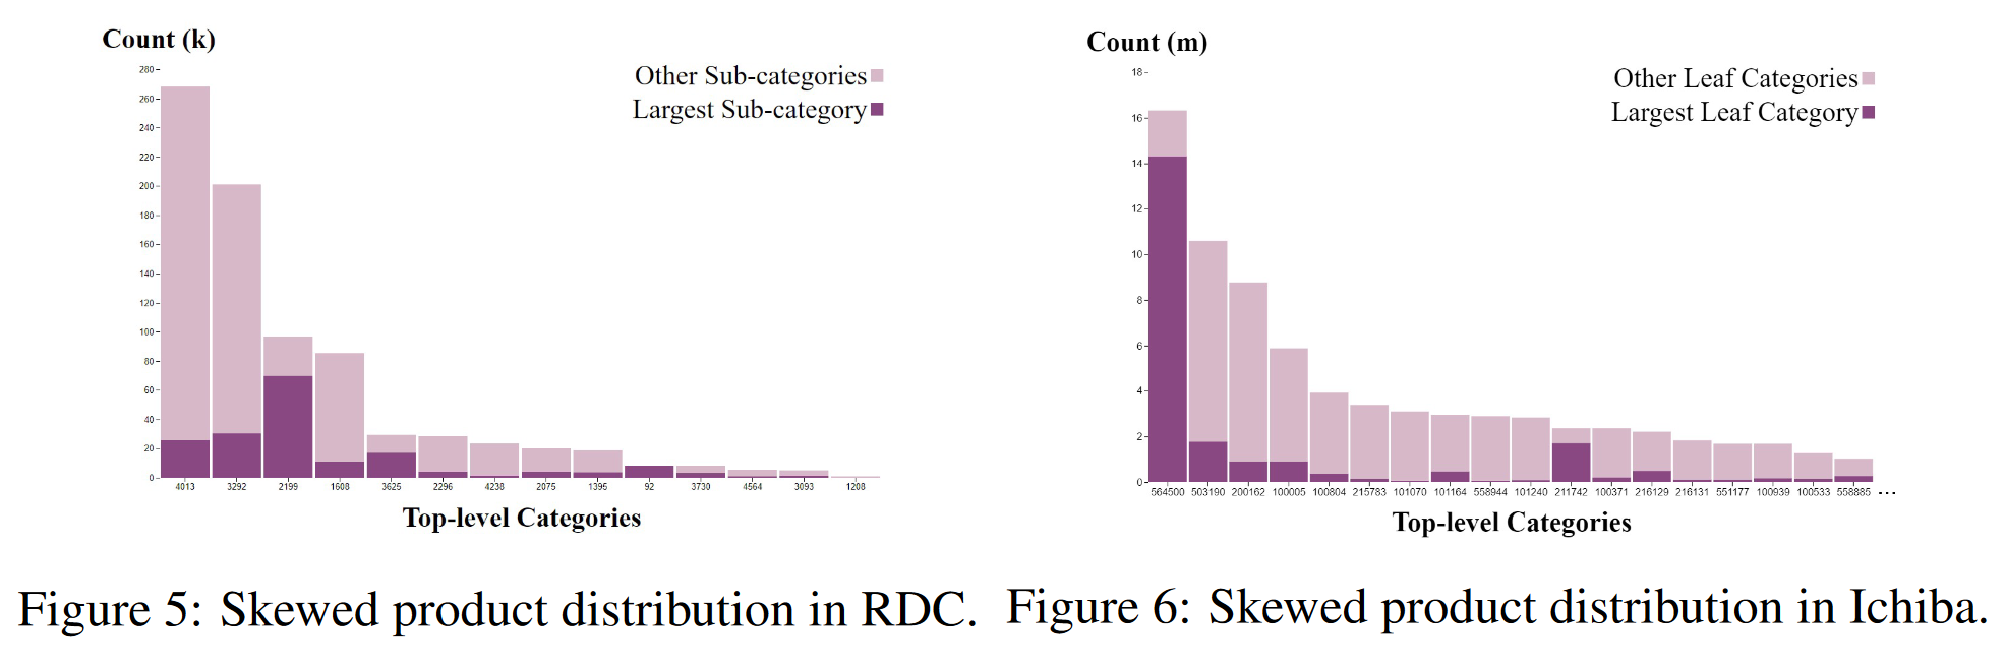 Count (k)
Other Sub-categories
Largest Sub-category
280
260
240
220
200
180
160
140
120
100
80
60
40
20
0
4013 3292 2199 1608 3625 2296 4238 2075 1395 92 3730 4564 3093 1208
Top-level Categories
Figure 5: Skewed product distribution in RDC.
Count (m)
Other Leaf Categories
Largest Leaf Category
18
16
14
12
10
8
6
4
2
0
564500 503190 200162 100005 100804 215783 101070 101164 558944 101240 211742 100371 216129 216131 551177 100939 100533 558885 ...
Top-level Categories
Figure 6: Skewed product distribution in Ichiba.